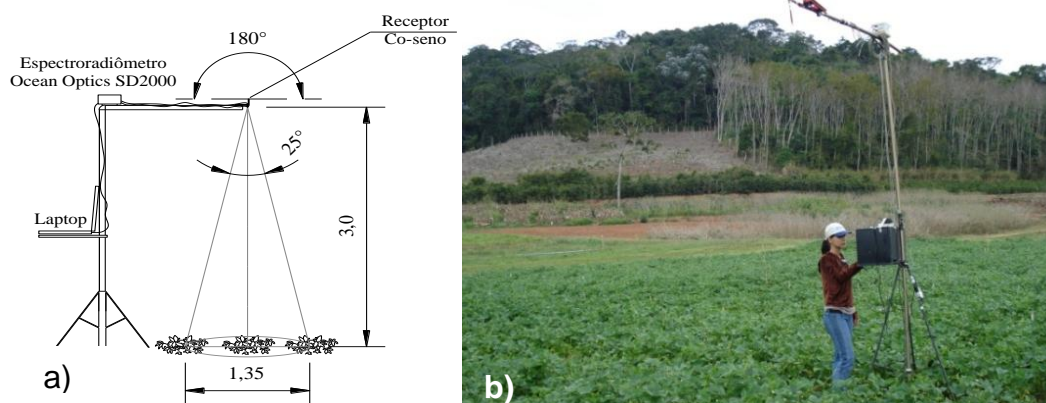 Receptor
Co-seno
180°
Espectroradiômetro
Ocean Optics SD2000
25°
Laptop
3,0
1,35
a)
b)